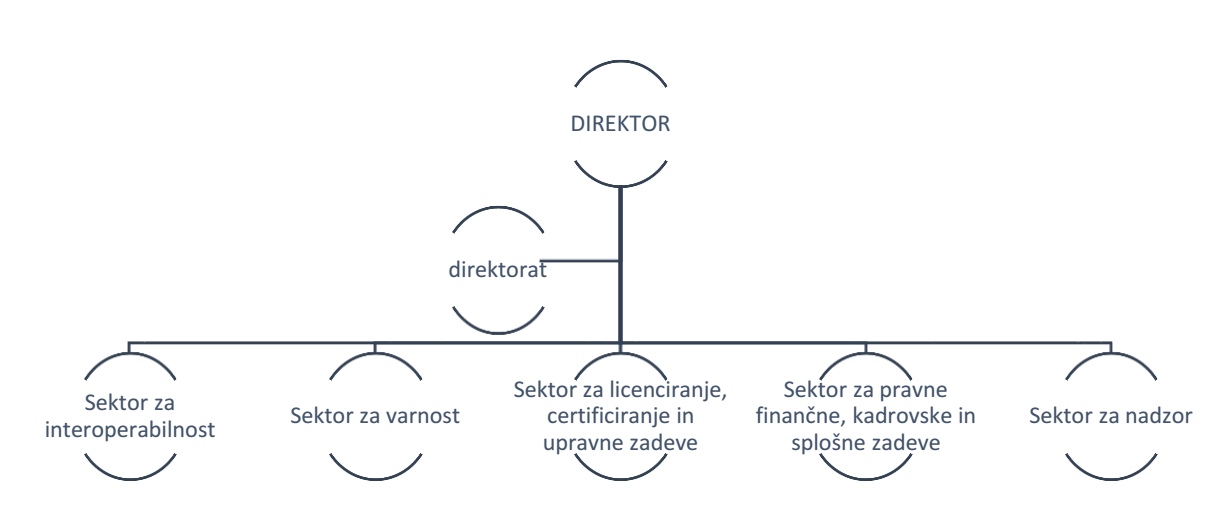 DIREKTOR
direktorat
Sektor za
interoperabilnost
Sektor za varnost
Sektor za licenciranje,
certificiranje in
upravne zadeve
Sektor za pravne
finančne, kadrovske in
splošne zadeve
Sektor za nadzor